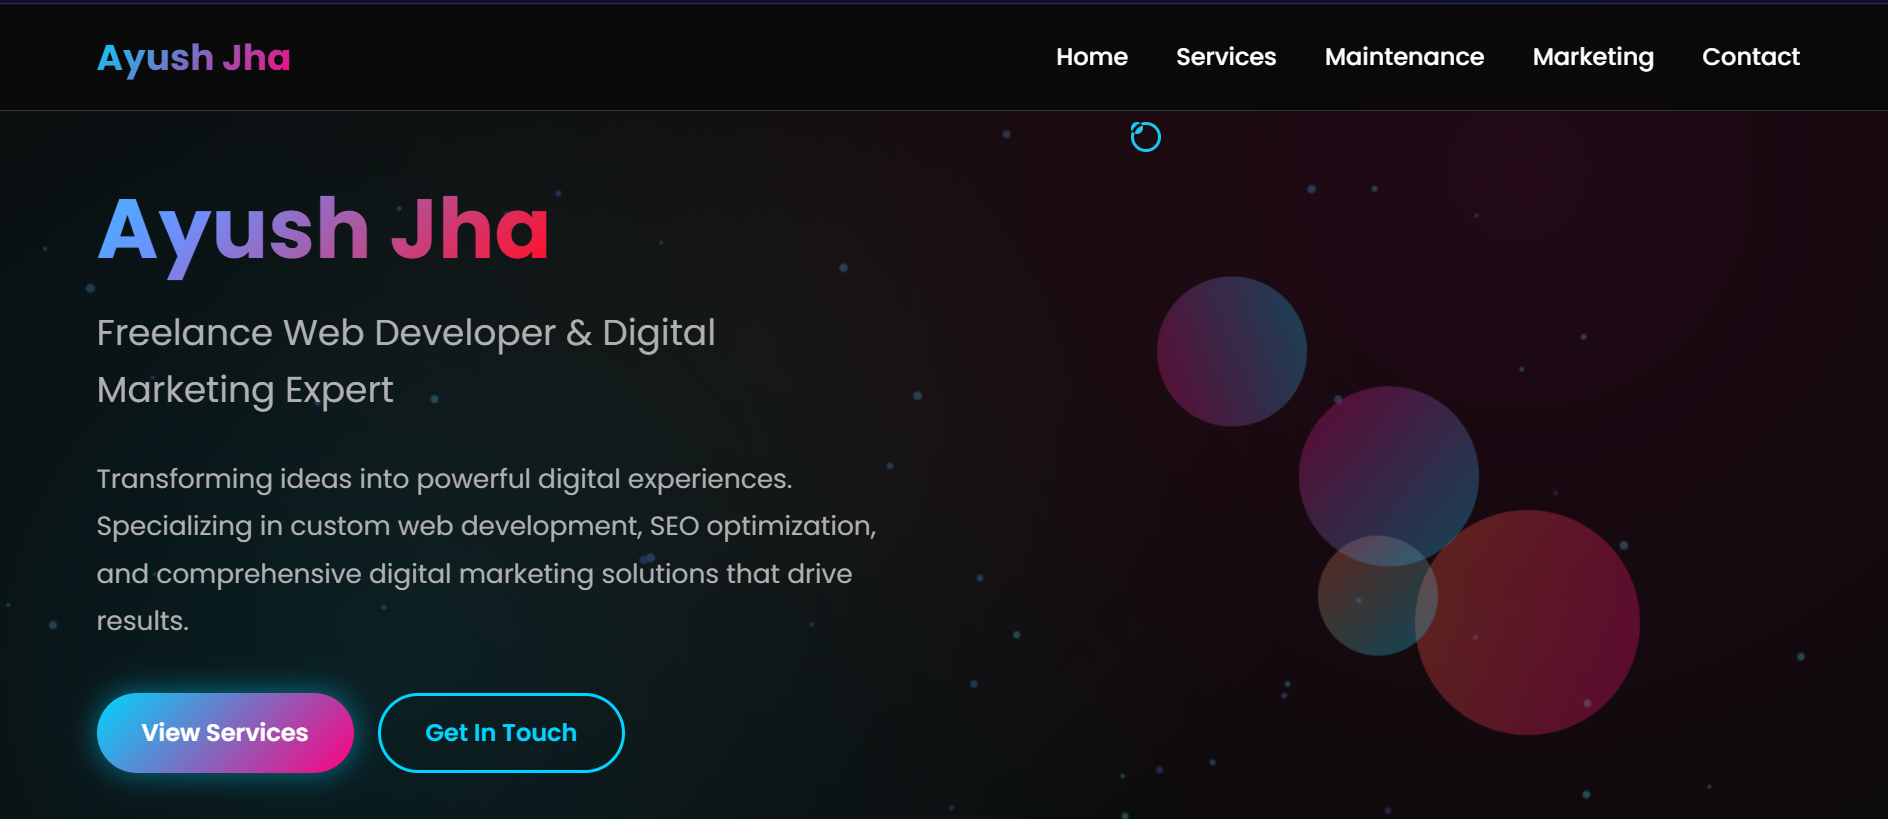 Ayush Jha
Home Services Maintenance Marketing Contact
Ayush Jha
Freelance Web Developer & Digital
Marketing Expert
Transforming ideas into powerful digital experiences.
Specializing in custom web development, SEO optimization,
and comprehensive digital marketing solutions that drive
results.
View Services
Get In Touch